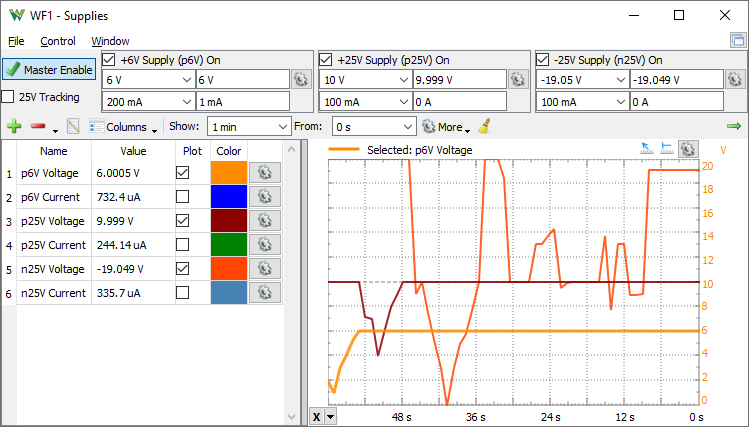 WF1 - Supplies
File Control Window
Master Enable
25V Tracking
+6V Supply (p6V) On
6 V 6 V
200 mA 1 mA
+25V Supply (p25V) On
10 V 9.999 V
100 mA 0 A
-25V Supply (n25V) On
-19.05 V -19.049 V
100 mA 0 A
Columns Show: 1 min From: 0 s More
Name Value Plot Color
1 p6V Voltage 6.0005 V
2 p6V Current 732.4 uA
3 p25V Voltage 9.999 V
4 p25V Current 244.14 uA
5 n25V Voltage -19.049 V
6 n25V Current 335.7 uA
Selected: p6V Voltage V
20
18
16
14
12
10
8
6
4
2
0
X 48 s 36 s 24 s 12 s 0 s